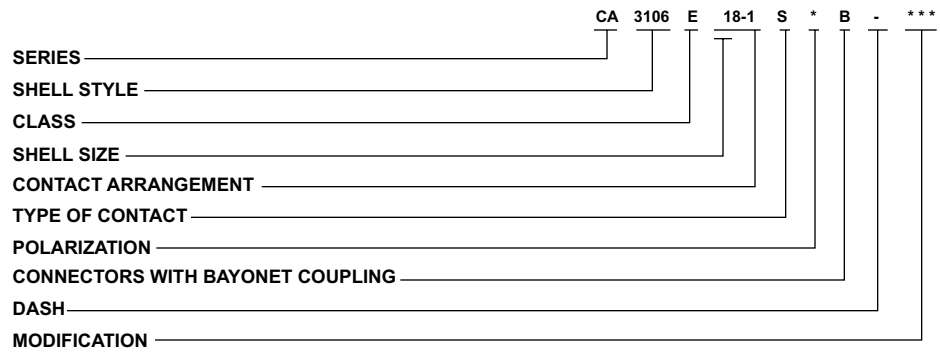 CA 3106 E 18-1 S * B - ***
SERIES
SHELL STYLE
CLASS
SHELL SIZE
CONTACT ARRANGEMENT
TYPE OF CONTACT
POLARIZATION
CONNECTORS WITH BAYONET COUPLING
DASH
MODIFICATION